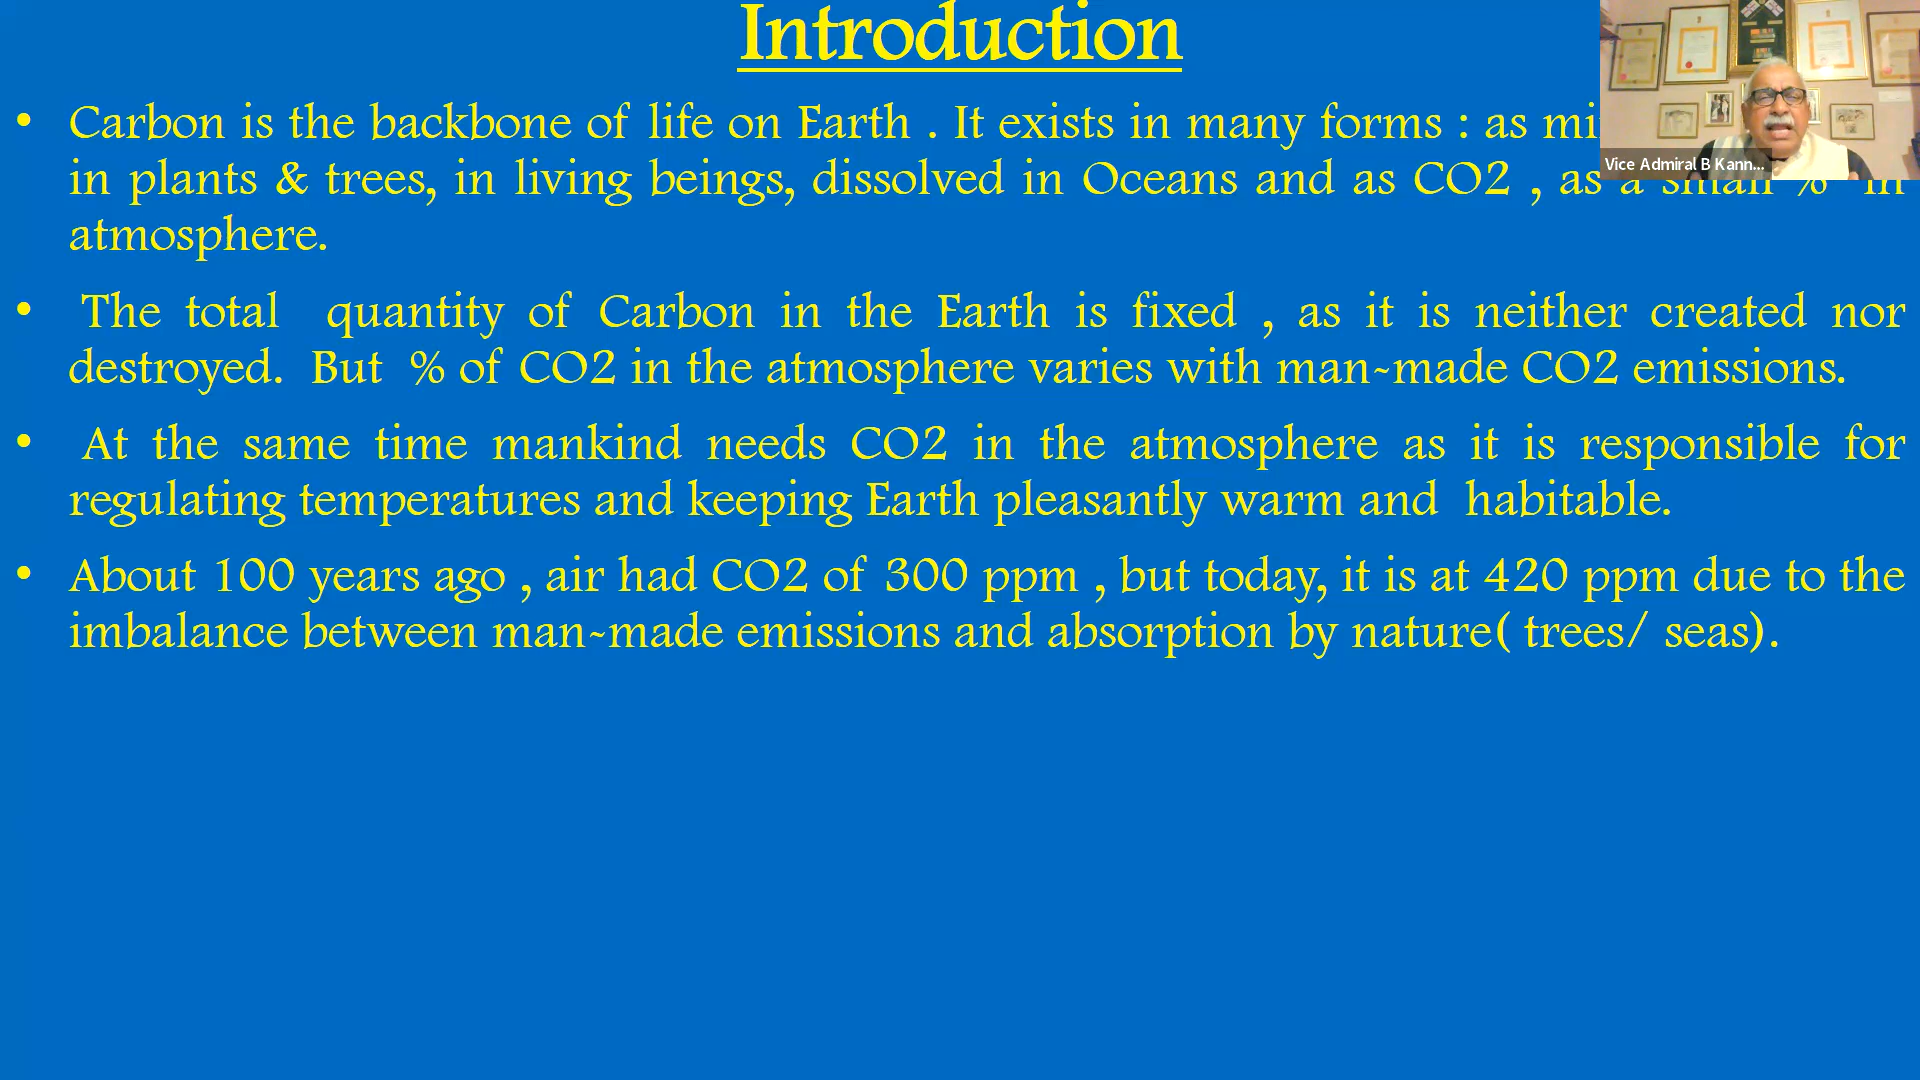 Introduction
• Carbon is the backbone of life on Earth . It exists in many forms : as
in plants & trees, in living beings, dissolved in Oceans and as CO2 , as a small % in
atmosphere.
• The total quantity of Carbon in the Earth is fixed , as it is neither created nor
destroyed. But % of CO2 in the atmosphere varies with man~made CO2 emissions.
• At the same time mankind needs CO2 in the atmosphere as it is responsible for
regulating temperatures and keeping Earth pleasantly warm and habitable.
• About 100 years ago , air had CO2 of 300 ppm , but today, it is at 420 ppm due to the
imbalance between man~made emissions and absorption by nature( trees/ seas).
Vice Admiral B Kann...